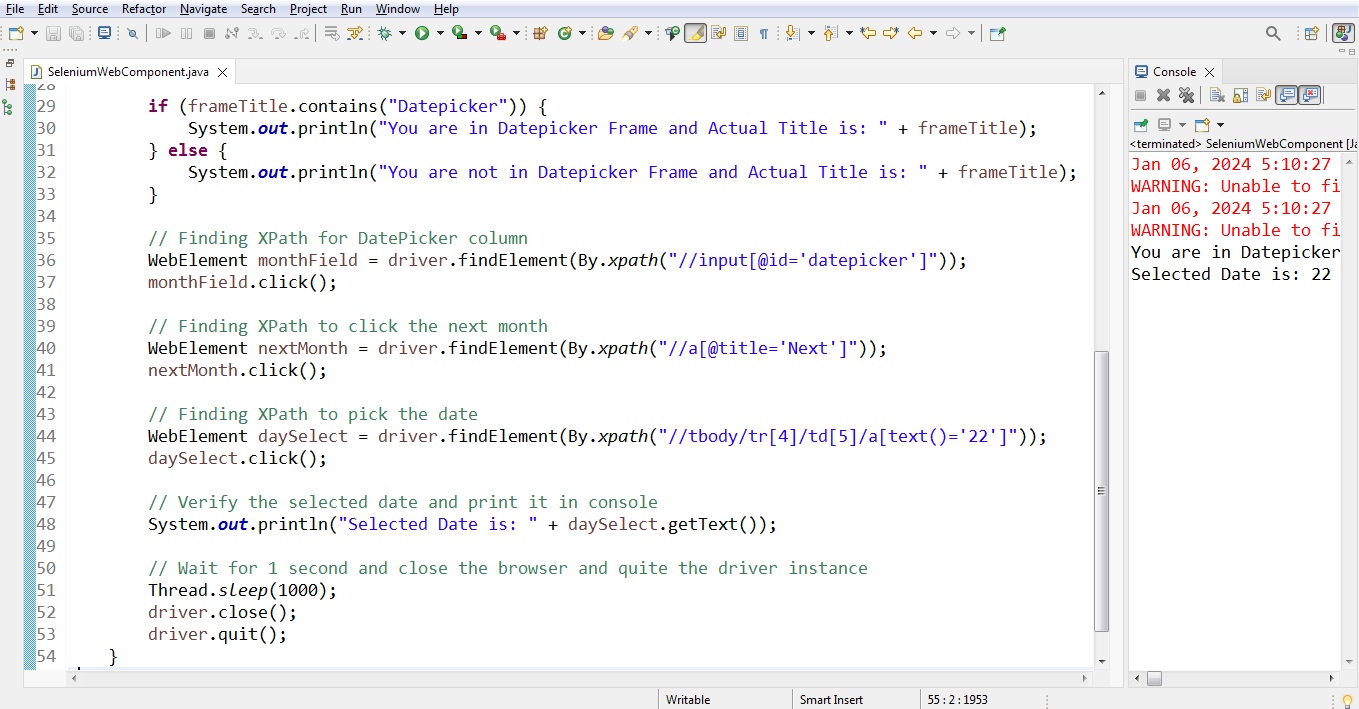 File Edit Source Refactor Navigate Search Project Run Window Help
SeleniumWebComponent.java
28
29 if (frameTitle.contains("Datepicker")) {
30 System.out.println("You are in Datepicker Frame and Actual Title is: " + frameTitle);
31 } else {
32 System.out.println("You are not in Datepicker Frame and Actual Title is: " + frameTitle);
33 }
34
35 // Finding XPath for DatePicker column
36 WebElement monthField = driver.findElement(By.xpath("//input[@id='datepicker']"));
37 monthField.click();
38
39 // Finding XPath to click the next month
40 WebElement nextMonth = driver.findElement(By.xpath("//a[@title='Next']"));
41 nextMonth.click();
42
43 // Finding XPath to pick the date
44 WebElement daySelect = driver.findElement(By.xpath("//tbody/tr[4]/td[5]/a[text()='22']"));
45 daySelect.click();
46
47 // Verify the selected date and print it in console
48 System.out.println("Selected Date is: " + daySelect.getText());
49
50 // Wait for 1 second and close the browser and quite the driver instance
51 Thread.sleep(1000);
52 driver.close();
53 driver.quit();
54 }
Console
<terminated> SeleniumWebComponent [Ja
Jan 06, 2024 5:10:27
WARNING: Unable to fi
Jan 06, 2024 5:10:27
WARNING: Unable to fi
You are in Datepicker
Selected Date is: 22
Writable Smart Insert 55 : 2 : 1953